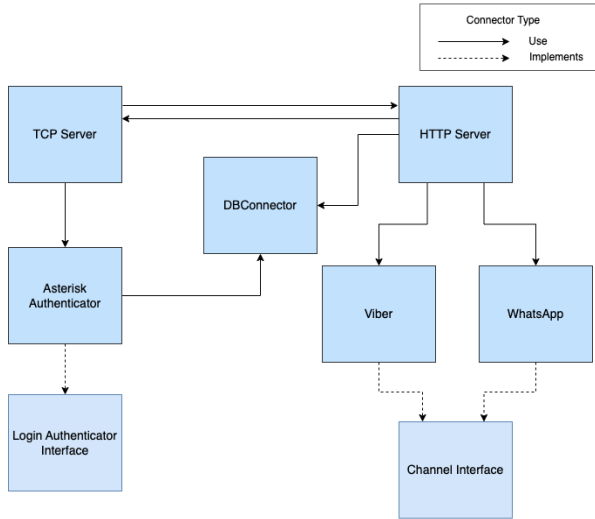 Connector Type
Use
Implements
TCP Server
HTTP Server
DBConnector
Asterisk
Authenticator
Viber
WhatsApp
Login Authenticator
Interface
Channel Interface